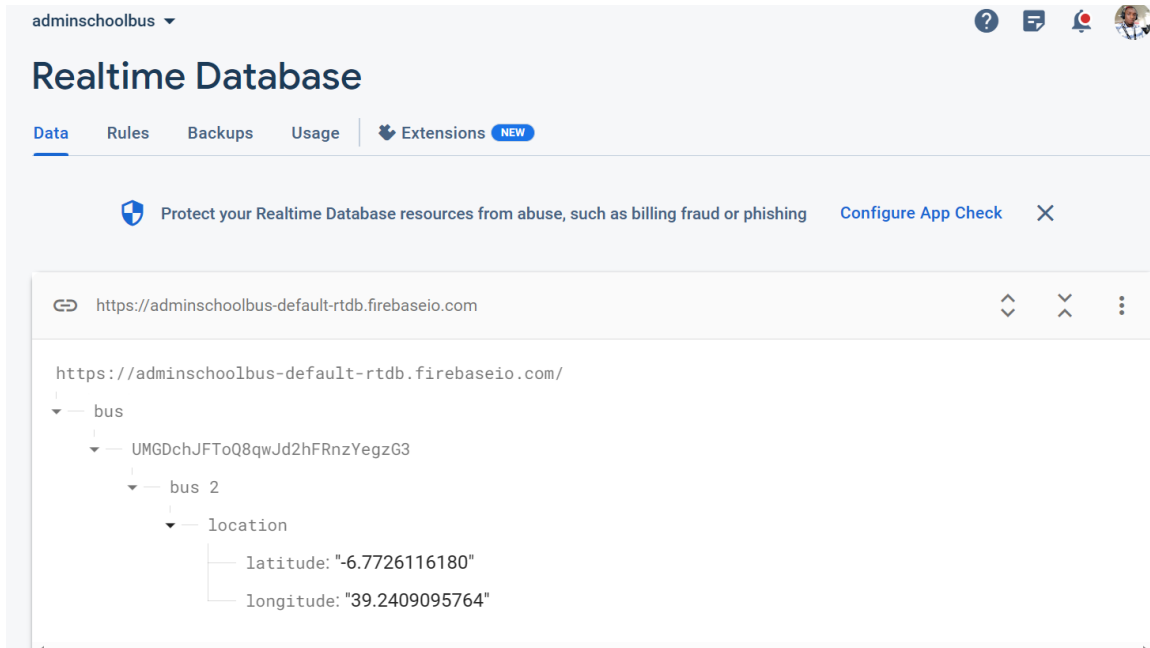 adminschoolbus
Realtime Database
Data Rules Backups Usage Extensions NEW
Protect your Realtime Database resources from abuse, such as billing fraud or phishing Configure App Check
https://adminschoolbus-default-rtdb.firebaseio.com
https://adminschoolbus-default-rtdb.firebaseio.com/
bus
UMGDchJFToQ8qwJd2hFRnzYegzG3
bus 2
location
latitude: "-6.7726116180"
longitude: "39.2409095764"